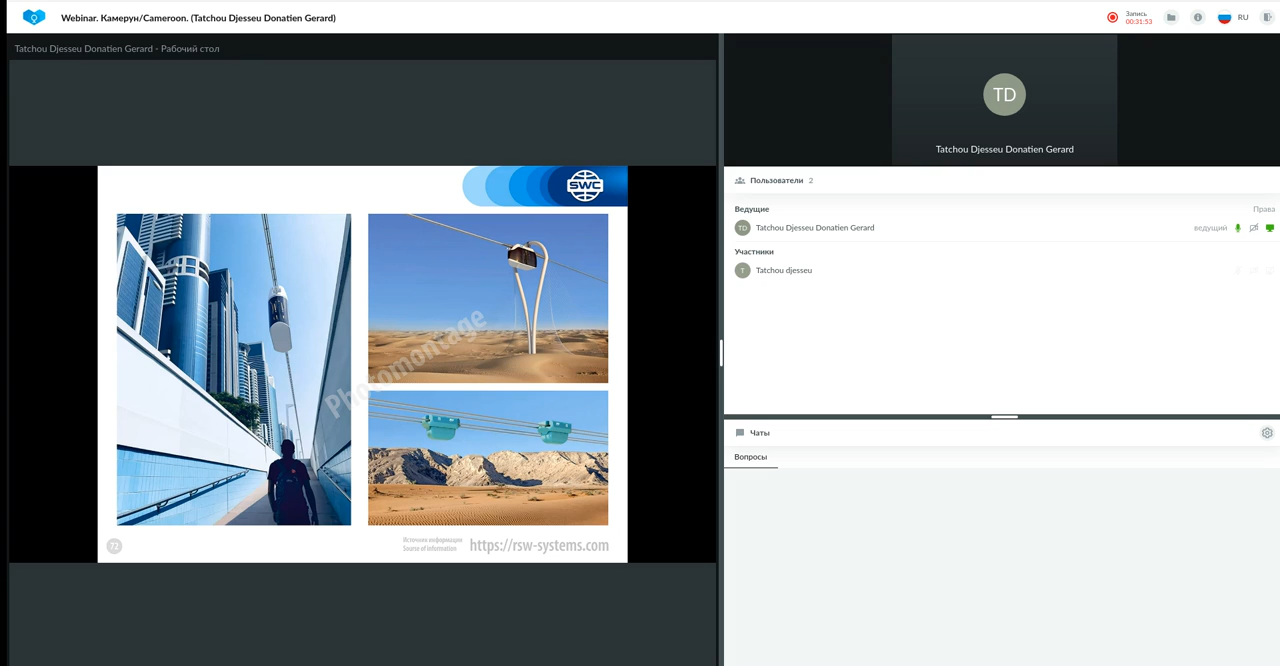 Webinar. Камерун/Cameroon. (Tatchou Djesseu Donatien Gerard)
Запись
00:31:53
RU
Tatchou Djesseu Donatien Gerard - Рабочий стол
SWC
Photomontage
72
Источник информации
Source of information
https://rsw-systems.com
TD
Tatchou Djesseu Donatien Gerard
Пользователи 2
Ведущие
Права
TD
Tatchou Djesseu Donatien Gerard
ведущий
Участники
T
Tatchou djesseu
Чаты
Вопросы